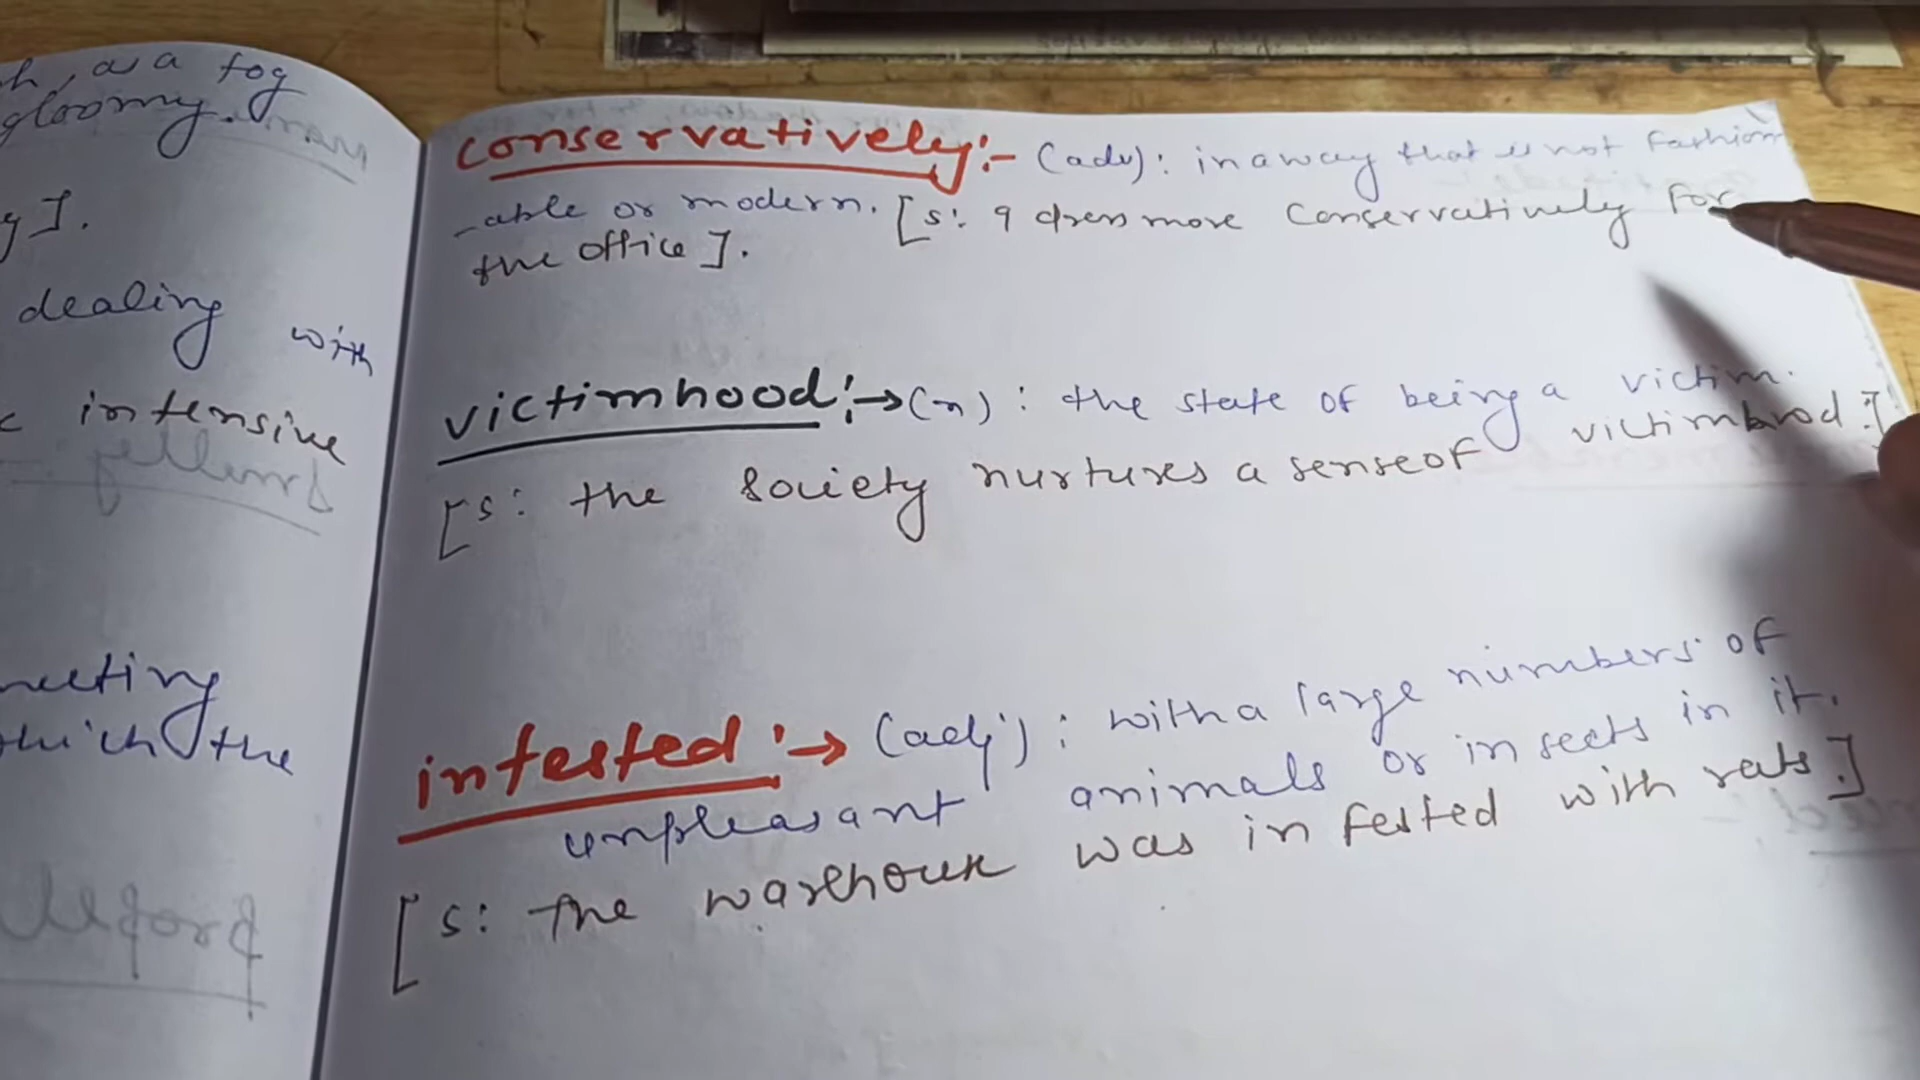 h, as a fog
gloomy.
g].
dealing with
c intensive
meeting
which the
conservatively:- (adv): in a way that is not fashion
-able or modern. [s: I dress more conservatively for
the office].
victimhood:→(n): the state of being a victim.
[s: the society nurtures a sense of victimhood.]
infested:→ (adj): with a large numbers of
unpleasant animals or insects in it.
[s: The warehouse was infested with rats.]